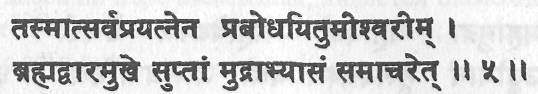 तस्मात्सर्वप्रयत्नेन प्रबोधयितुमीश्वरीम् ।
ब्रह्मद्वारमुखे सुप्तां मुद्राभ्यासं समाचरेत् ॥ ५ ॥